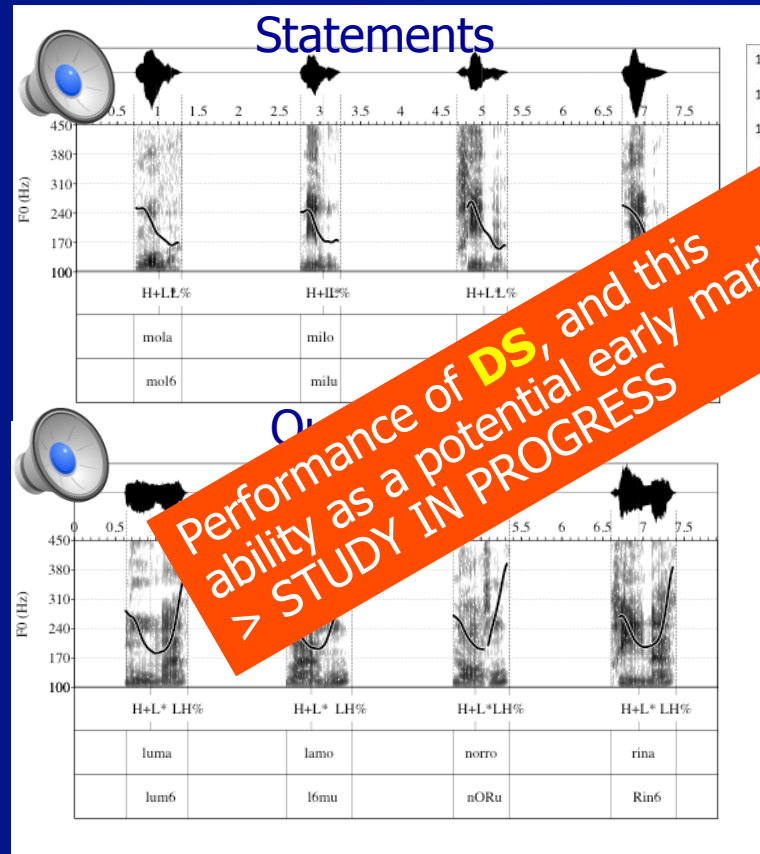 Statements
0.5 1 1.5 2 2.5 3 3.5 4 4.5 5 5.5 6 6.5 7 7.5
450
380
310
240
170
100
F0 (Hz)
H+L* L%
mola milo
mol6 milu
Performance of DS, and this
ability as a potential early
> STUDY IN PROGRESS
0 0.5 5.5 6 6.5 7 7.5
450
380
310
240
170
100
F0 (Hz)
H+L* LH% H+L* LH% H+L*LH% H+L* LH%
luma lamo norro rina
lum6 l6mu nORu Rin6